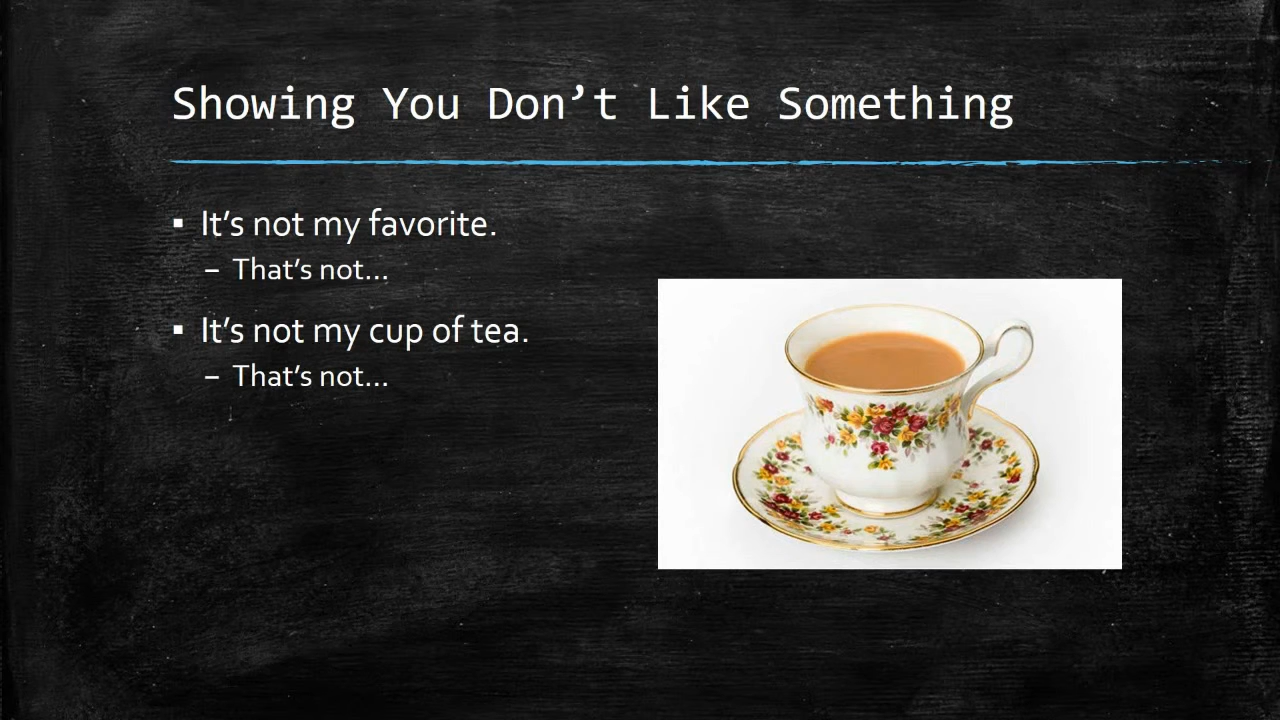 Showing You Don’t Like Something
▪ It’s not my favorite.
– That’s not…
▪ It’s not my cup of tea.
– That’s not…